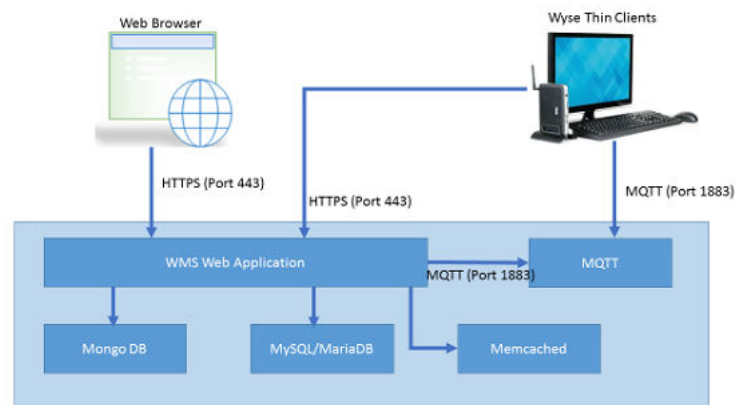 Web Browser
Wyse Thin Clients
HTTPS (Port 443)
HTTPS (Port 443)
MQTT (Port 1883)
WMS Web Application
MQTT (Port 1883)
MQTT
Mongo DB
MySQL/MariaDB
Memcached